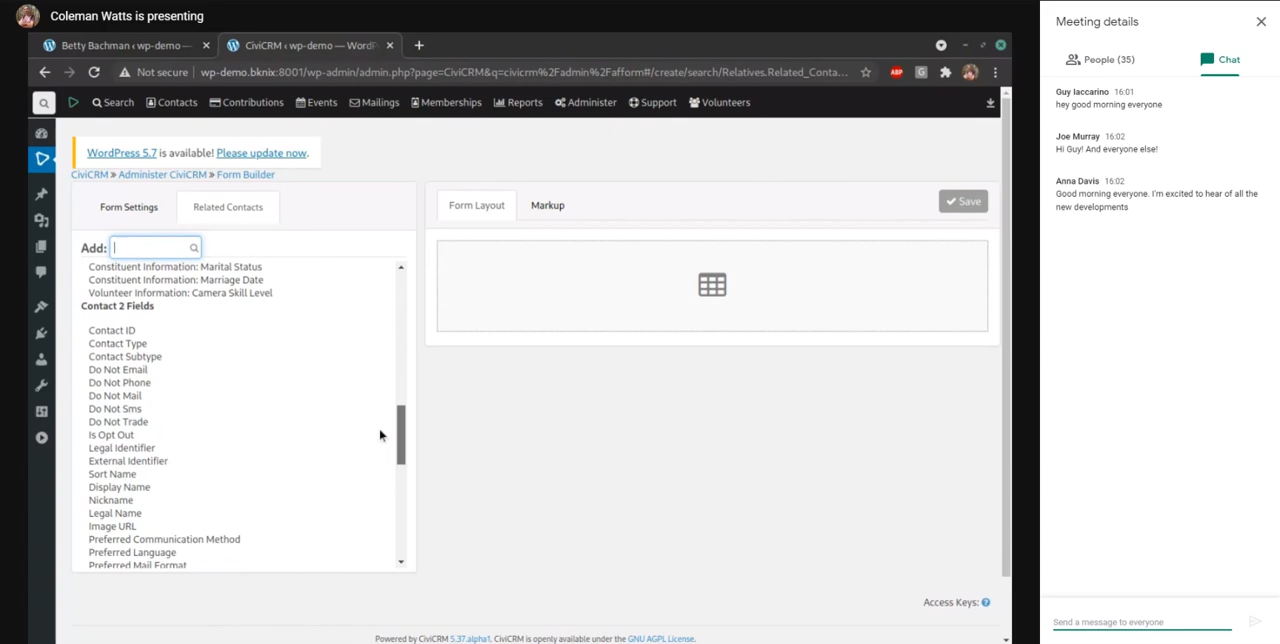 Coleman Watts is presenting
Betty Bachman ‹ wp-demo —
CiviCRM ‹ wp-demo — WordP
Not secure
wp-demo.bknix:8001/wp-admin/admin.php?page=CiviCRM&q=civicrm%2Fadmin%2Fafform#/create/search/Relatives.Related_Conta...
ABP
G
Search
Contacts
Contributions
Events
Mailings
Memberships
Reports
Administer
Support
Volunteers
WordPress 5.7 is available! Please update now.
CiviCRM » Administer CiviCRM » Form Builder
Form Settings
Related Contacts
Add:
Constituent Information: Marital Status
Constituent Information: Marriage Date
Volunteer Information: Camera Skill Level
Contact 2 Fields
Contact ID
Contact Type
Contact Subtype
Do Not Email
Do Not Phone
Do Not Mail
Do Not Sms
Do Not Trade
Is Opt Out
Legal Identifier
External Identifier
Sort Name
Display Name
Nickname
Legal Name
Image URL
Preferred Communication Method
Preferred Language
Preferred Mail Format
Form Layout
Markup
Save
Access Keys:
Powered by CiviCRM 5.37.alpha1. CiviCRM is openly available under the GNU AGPL License.
Meeting details
People (35)
Chat
Guy Iaccarino 16:01
hey good morning everyone
Joe Murray 16:02
Hi Guy! And everyone else!
Anna Davis 16:02
Good morning everyone. I'm excited to hear of all the
new developments
Send a message to everyone